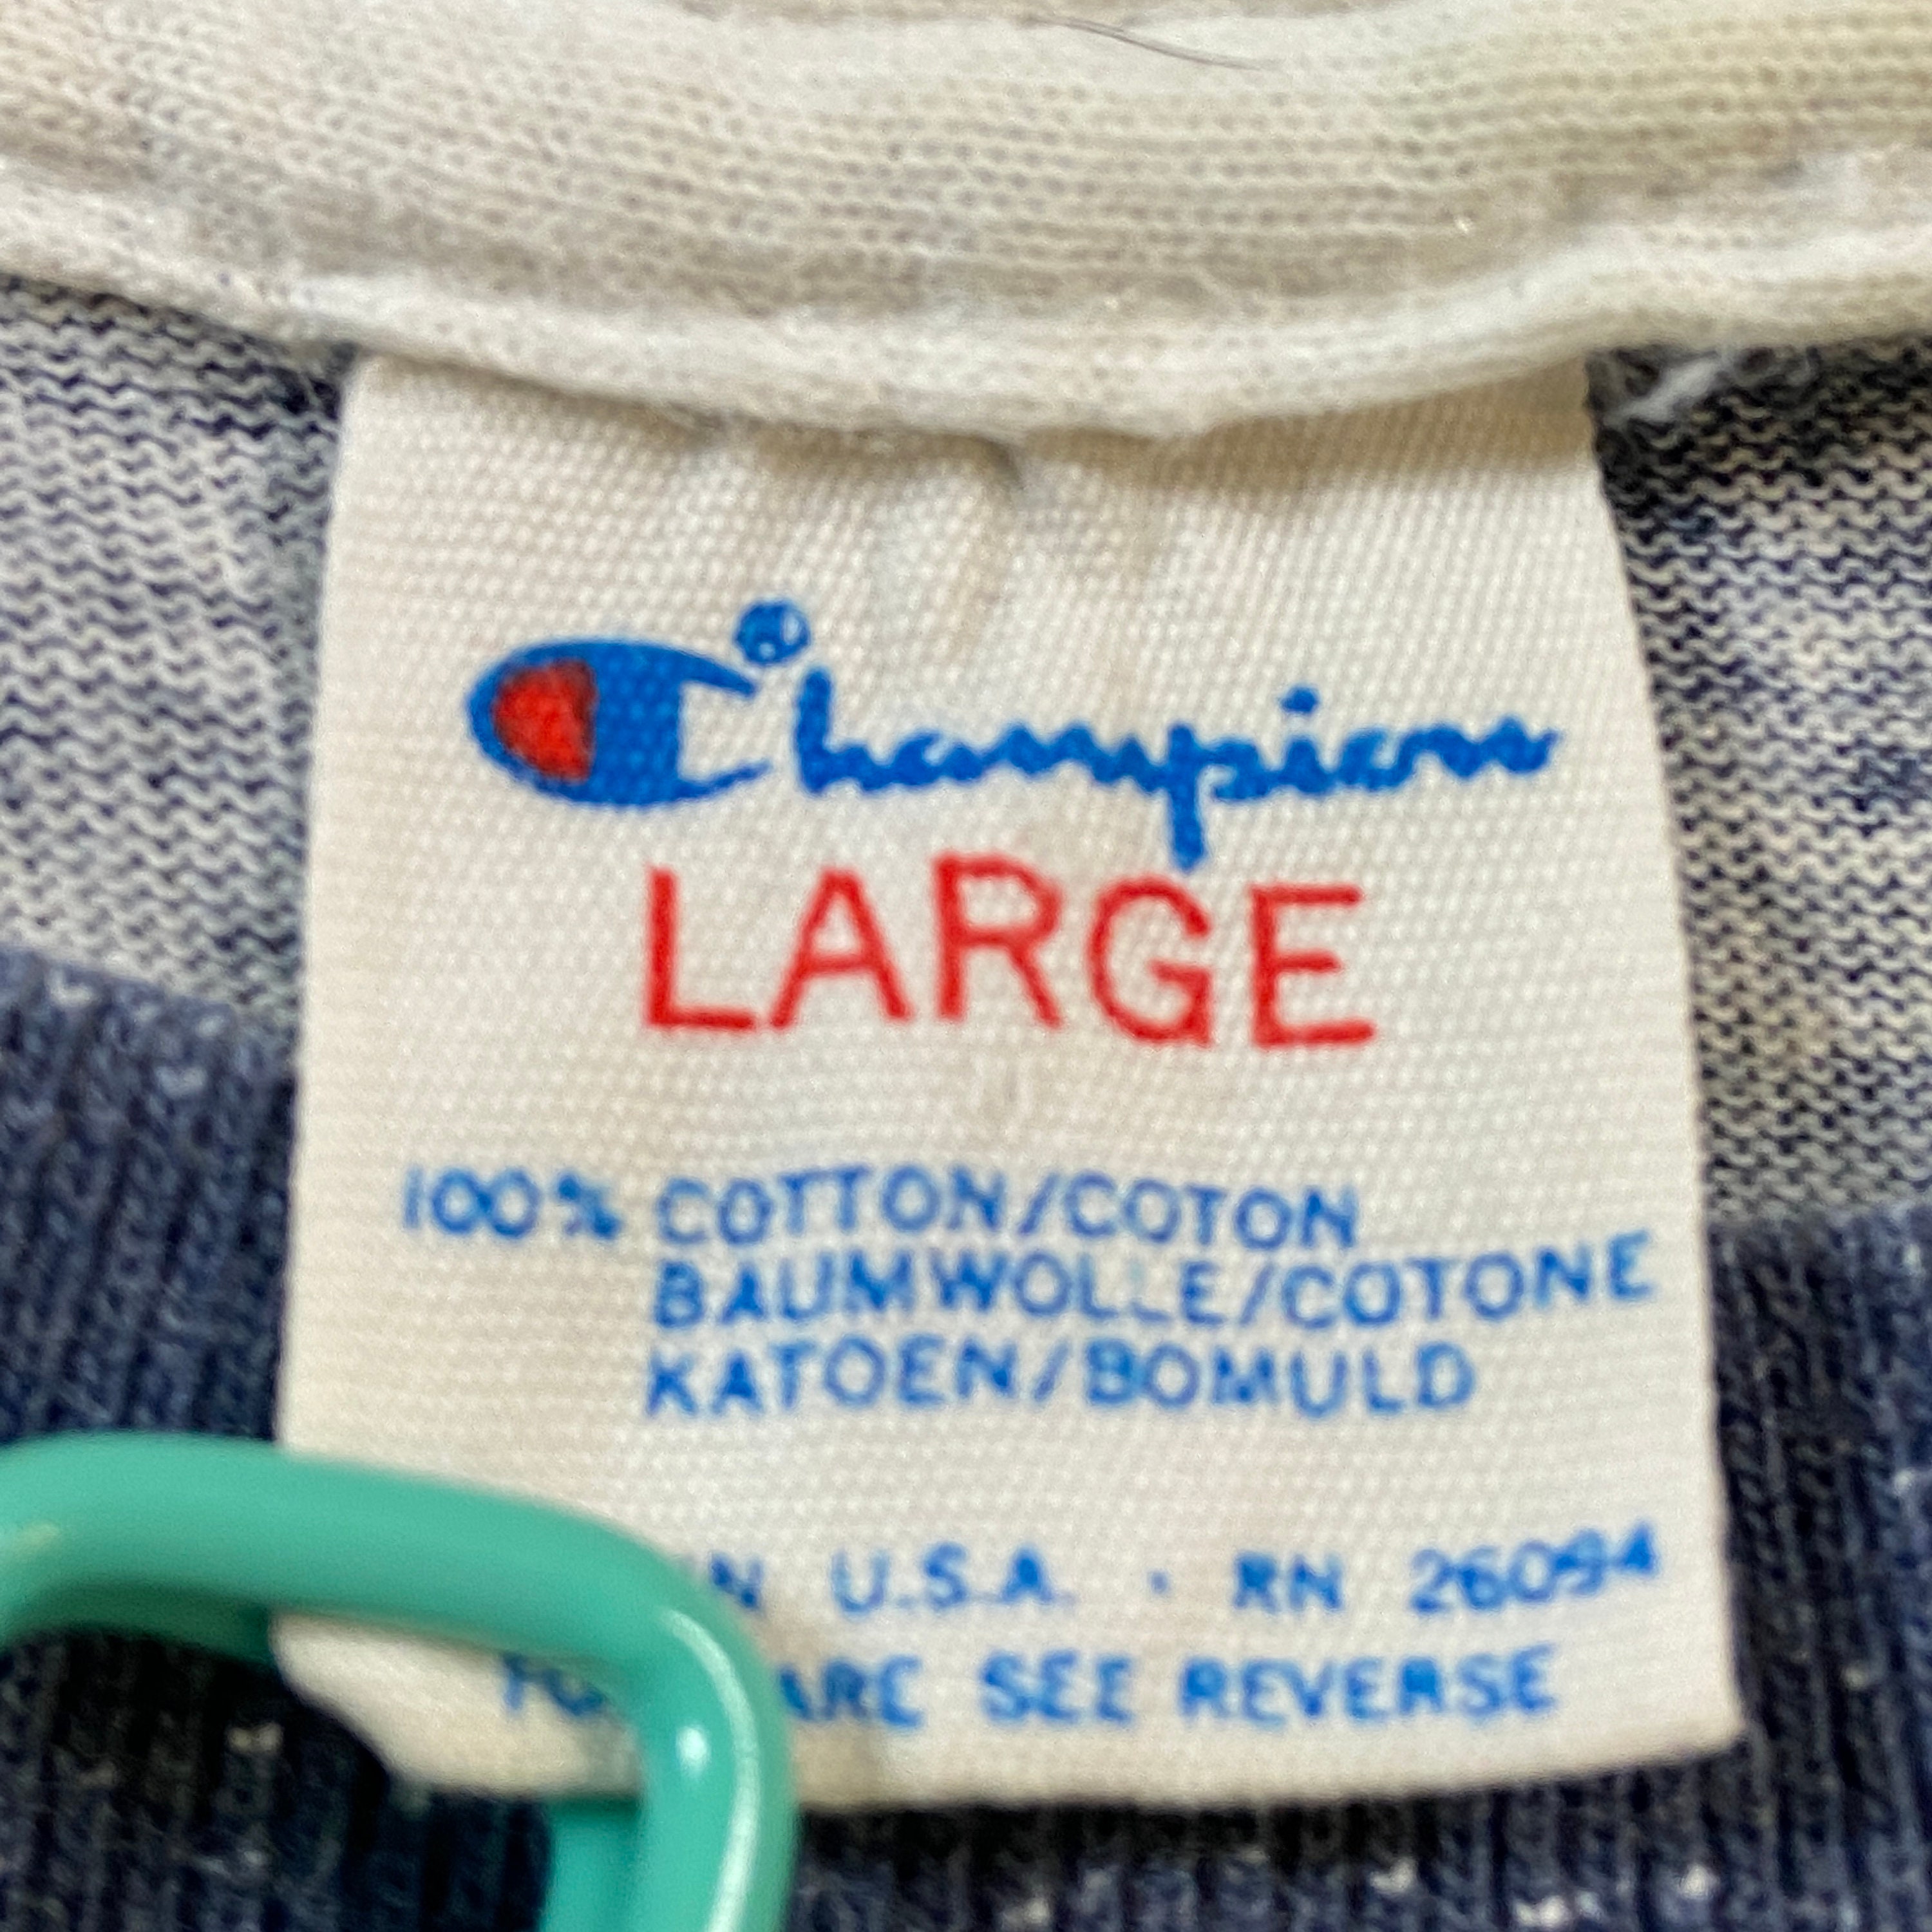 Champion
LARGE
100% COTTON/COTON
BAUMWOLLE/COTONE
KATOEN/BOMULD
U.S.A. · RN 26094
SEE REVERSE